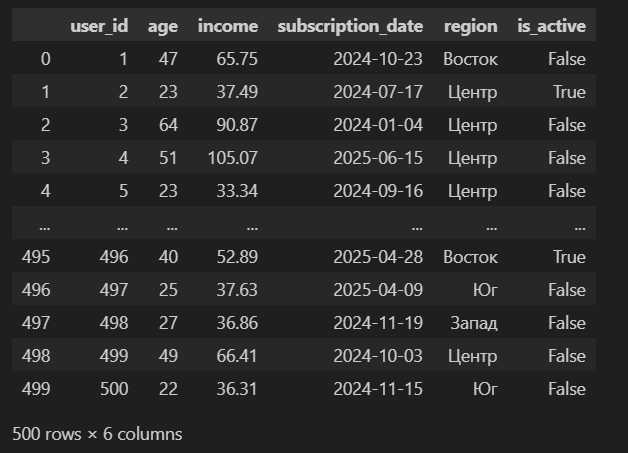 user_id age income subscription_date region is_active
0 1 47 65.75 2024-10-23 Восток False
1 2 23 37.49 2024-07-17 Центр True
2 3 64 90.87 2024-01-04 Центр False
3 4 51 105.07 2025-06-15 Центр False
4 5 23 33.34 2024-09-16 Центр False
... ... ... ... ... ... ...
495 496 40 52.89 2025-04-28 Восток True
496 497 25 37.63 2025-04-09 Юг False
497 498 27 36.86 2024-11-19 Запад False
498 499 49 66.41 2024-10-03 Центр False
499 500 22 36.31 2024-11-15 Юг False
500 rows × 6 columns